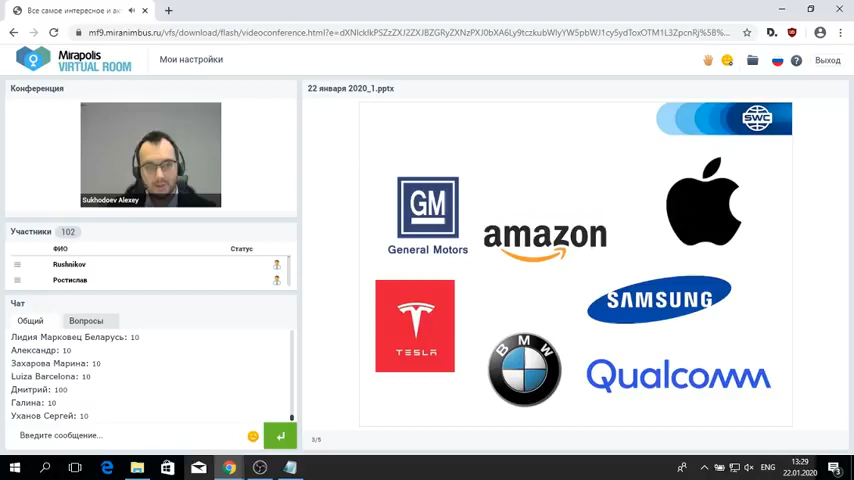 Все самое интересное и ак
mf9.miranimbus.ru/vfs/download/flash/videoconference.html?e=
Mirapolis
VIRTUAL ROOM
Мои настройки
Выход
Конференция
Sukhodoev Alexey
Участники 102
ФИО Статус
Rushnikov
Ростислав
Чат
Общий Вопросы
Лидия Марковец Беларусь: 10
Александр: 10
Захарова Марина: 10
Luiza Barcelona: 10
Дмитрий: 100
Галина: 10
Уханов Сергей: 10
Введите сообщение...
22 января 2020_1.pptx
SWC
GM
General Motors
amazon
TESLA
SAMSUNG
BMW
Qualcomm
3/5
ENG
13:29
22.01.2020
3